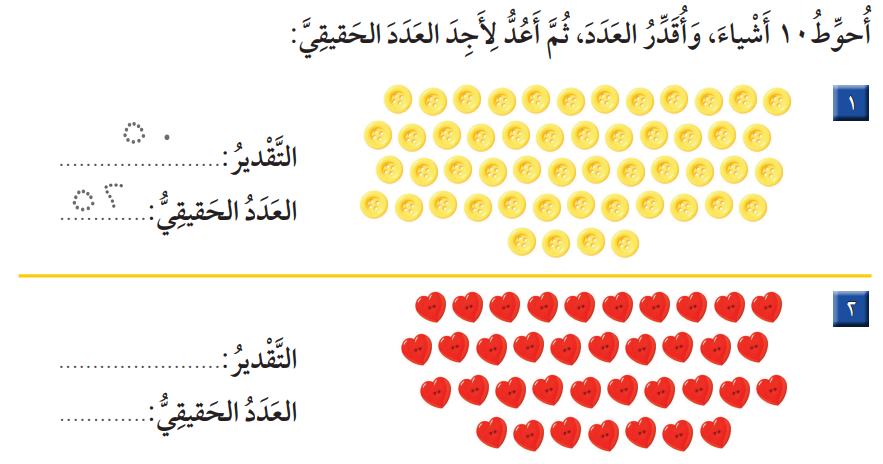 أُحوِّطُ ١٠ أَشْياءَ، وَأُقَدِّرُ العَدَدَ، ثُمَّ أَعُدُّ لِأَجِدَ العَدَدَ الحَقيقِيَّ:
١
التَّقْديرُ: ٥٠
العَدَدُ الحَقيقِيُّ: ٥٢
٢
التَّقْديرُ: ........................
العَدَدُ الحَقيقِيُّ: .............